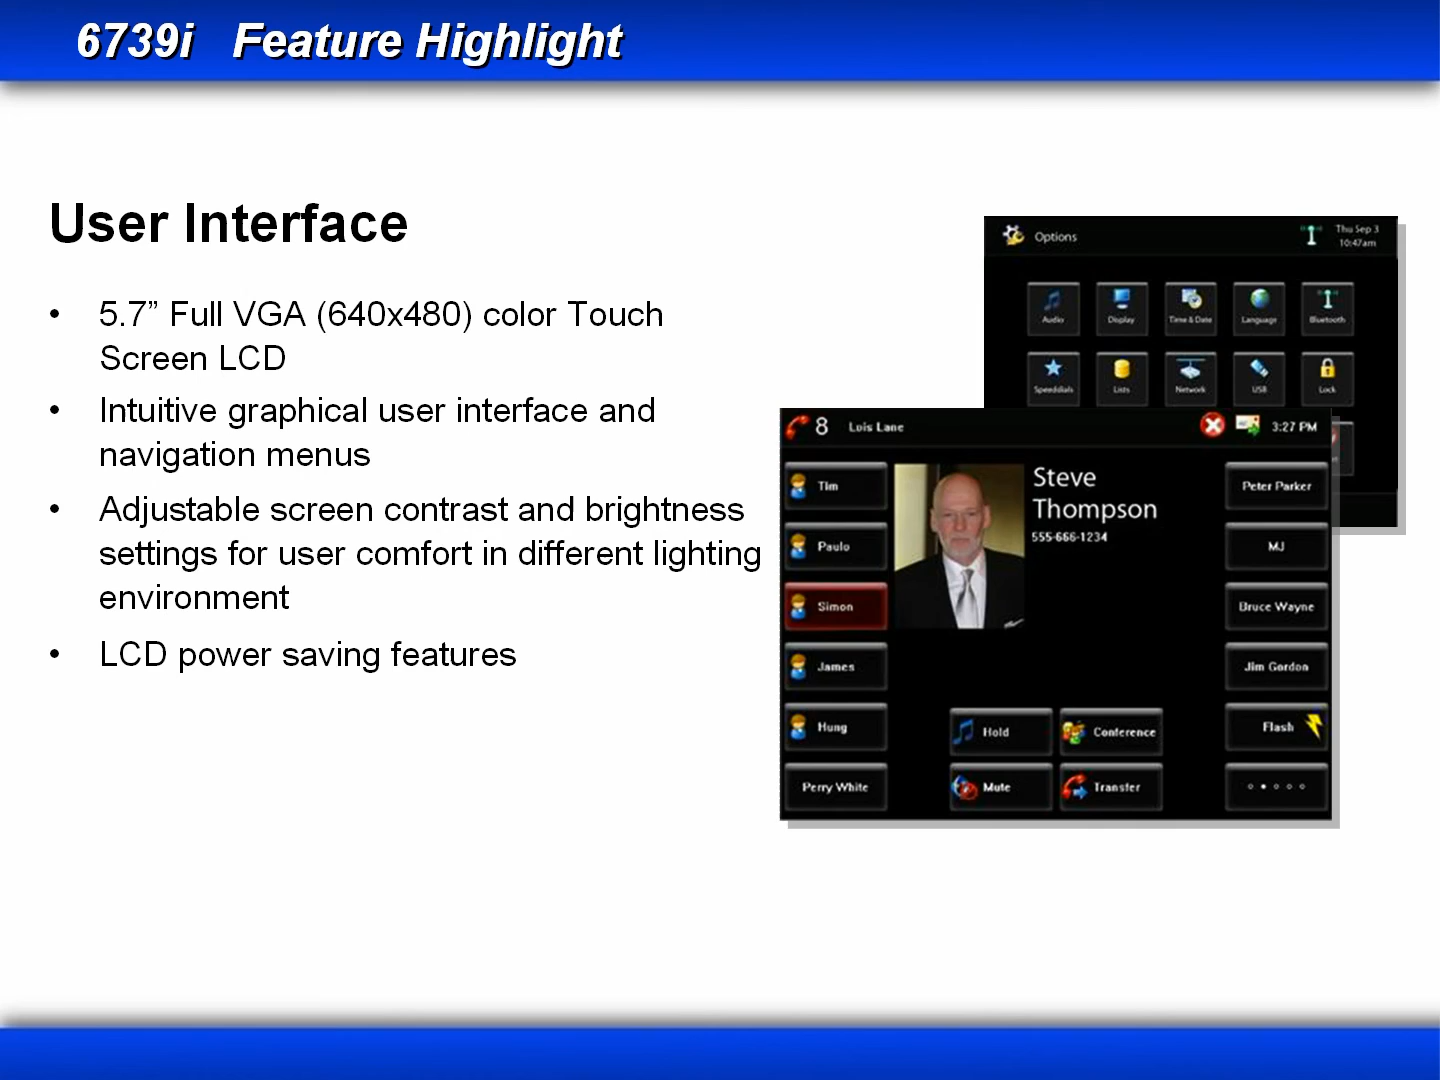 6739i Feature Highlight
User Interface
• 5.7” Full VGA (640x480) color Touch
Screen LCD
• Intuitive graphical user interface and
navigation menus
• Adjustable screen contrast and brightness
settings for user comfort in different lighting
environment
• LCD power saving features
Options
Thu Sep 3
10:47am
Audio
Display
Time & Date
Language
Bluetooth
Speeddials
Lists
Network
USB
Lock
8 Lois Lane
3:27 PM
Tim
Paulo
Simon
James
Hung
Perry White
Steve
Thompson
555-666-1234
Hold
Conference
Mute
Transfer
Peter Parker
MJ
Bruce Wayne
Jim Gordon
Flash